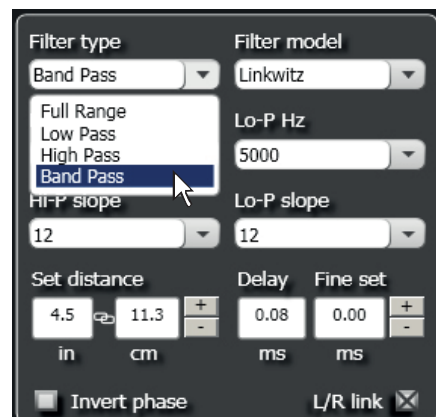 Filter type Filter model
Band Pass Linkwitz
Full Range
Low Pass Lo-P Hz
High Pass 5000
Band Pass
Hi-P slope Lo-P slope
12 12
Set distance Delay Fine set
4.5 11.3 + - 0.08 0.00 + -
in cm ms ms
Invert phase L/R link